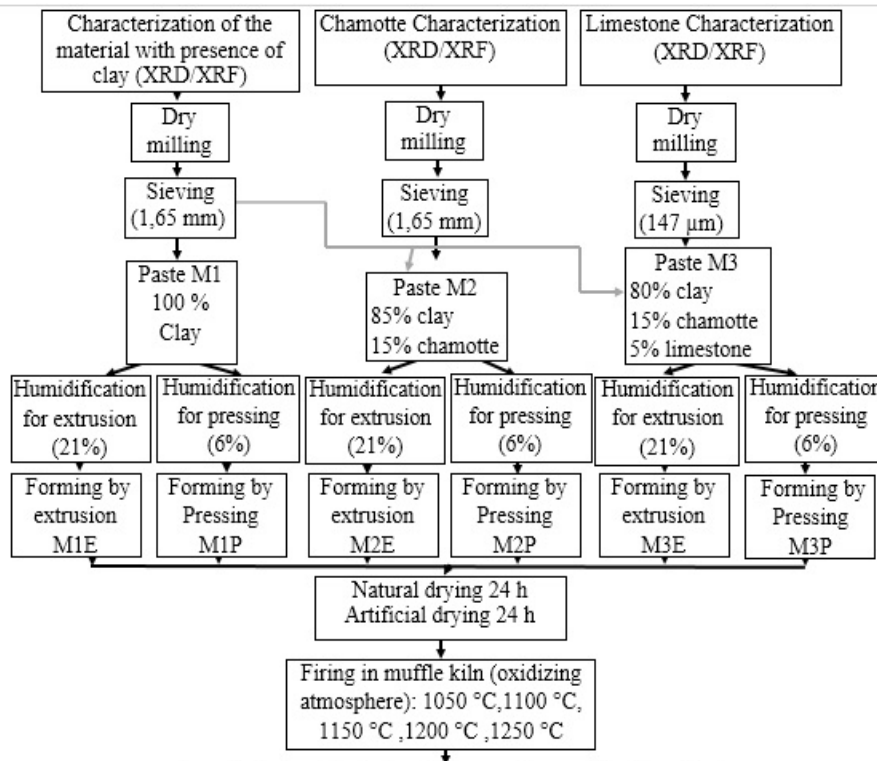 Characterization of the
material with presence of
clay (XRD/XRF)
Chamotte Characterization
(XRD/XRF)
Limestone Characterization
(XRD/XRF)
Dry
milling
Dry
milling
Dry
milling
Sieving
(1,65 mm)
Sieving
(1,65 mm)
Sieving
(147 µm)
Paste M1
100 %
Clay
Paste M2
85% clay
15% chamotte
Paste M3
80% clay
15% chamotte
5% limestone
Humidification
for extrusion
(21%)
Humidification
for pressing
(6%)
Humidification
for extrusion
(21%)
Humidification
for pressing
(6%)
Humidification
for extrusion
(21%)
Humidification
for pressing
(6%)
Forming by
extrusion
M1E
Forming by
Pressing
M1P
Forming by
extrusion
M2E
Forming by
Pressing
M2P
Forming by
extrusion
M3E
Forming by
Pressing
M3P
Natural drying 24 h
Artificial drying 24 h
Firing in muffle kiln (oxidizing
atmosphere): 1050 °C,1100 °C,
1150 °C ,1200 °C ,1250 °C